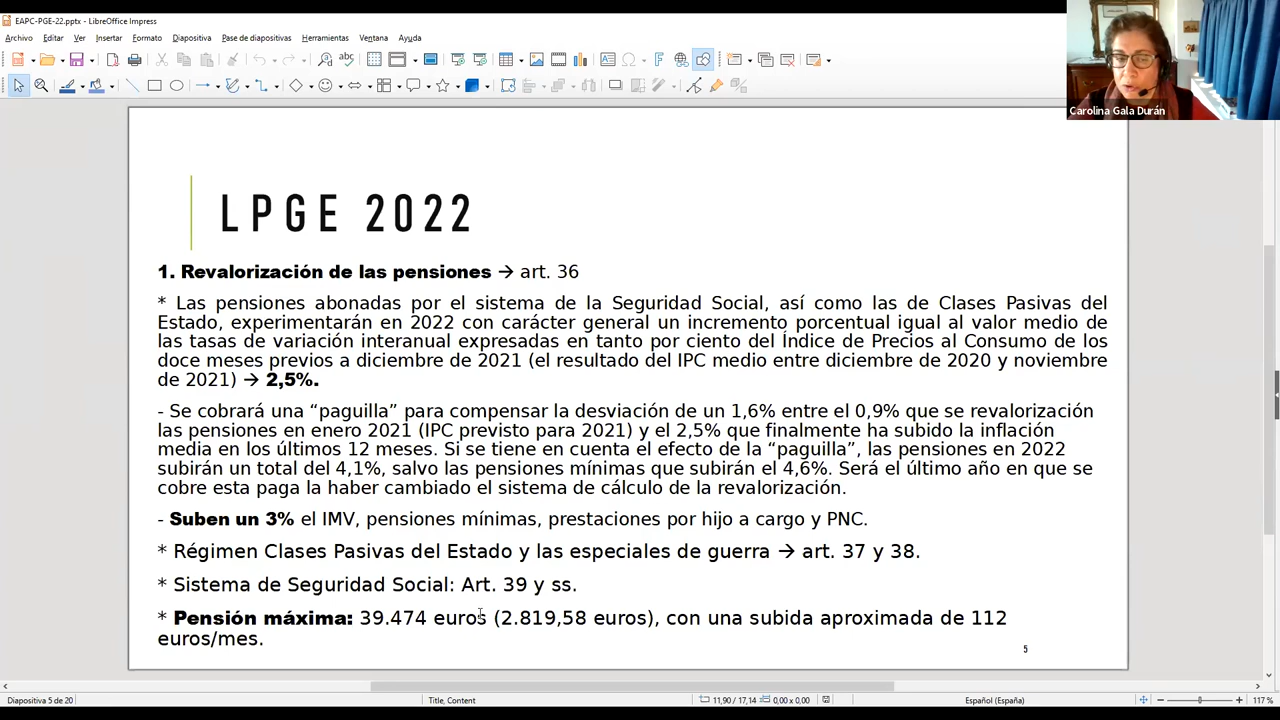 EAPC-PGE-22.pptx - LibreOffice Impress
Archivo Editar Ver Insertar Formato Diapositiva Pase de diapositivas Herramientas Ventana Ayuda
Carolina Gala Durán
LPGE 2022
1. Revalorización de las pensiones → art. 36
* Las pensiones abonadas por el sistema de la Seguridad Social, así como las de Clases Pasivas del
Estado, experimentarán en 2022 con carácter general un incremento porcentual igual al valor medio de
las tasas de variación interanual expresadas en tanto por ciento del Índice de Precios al Consumo de los
doce meses previos a diciembre de 2021 (el resultado del IPC medio entre diciembre de 2020 y noviembre
de 2021) → 2,5%.
- Se cobrará una “paguilla” para compensar la desviación de un 1,6% entre el 0,9% que se revalorización
las pensiones en enero 2021 (IPC previsto para 2021) y el 2,5% que finalmente ha subido la inflación
media en los últimos 12 meses. Si se tiene en cuenta el efecto de la “paguilla”, las pensiones en 2022
subirán un total del 4,1%, salvo las pensiones mínimas que subirán el 4,6%. Será el último año en que se
cobre esta paga la haber cambiado el sistema de cálculo de la revalorización.
- Suben un 3% el IMV, pensiones mínimas, prestaciones por hijo a cargo y PNC.
* Régimen Clases Pasivas del Estado y las especiales de guerra → art. 37 y 38.
* Sistema de Seguridad Social: Art. 39 y ss.
* Pensión máxima: 39.474 euros (2.819,58 euros), con una subida aproximada de 112
euros/mes.
5
Diapositiva 5 de 20 Title, Content 11,90 / 17,14 0,00 x 0,00 Español (España) 117 %